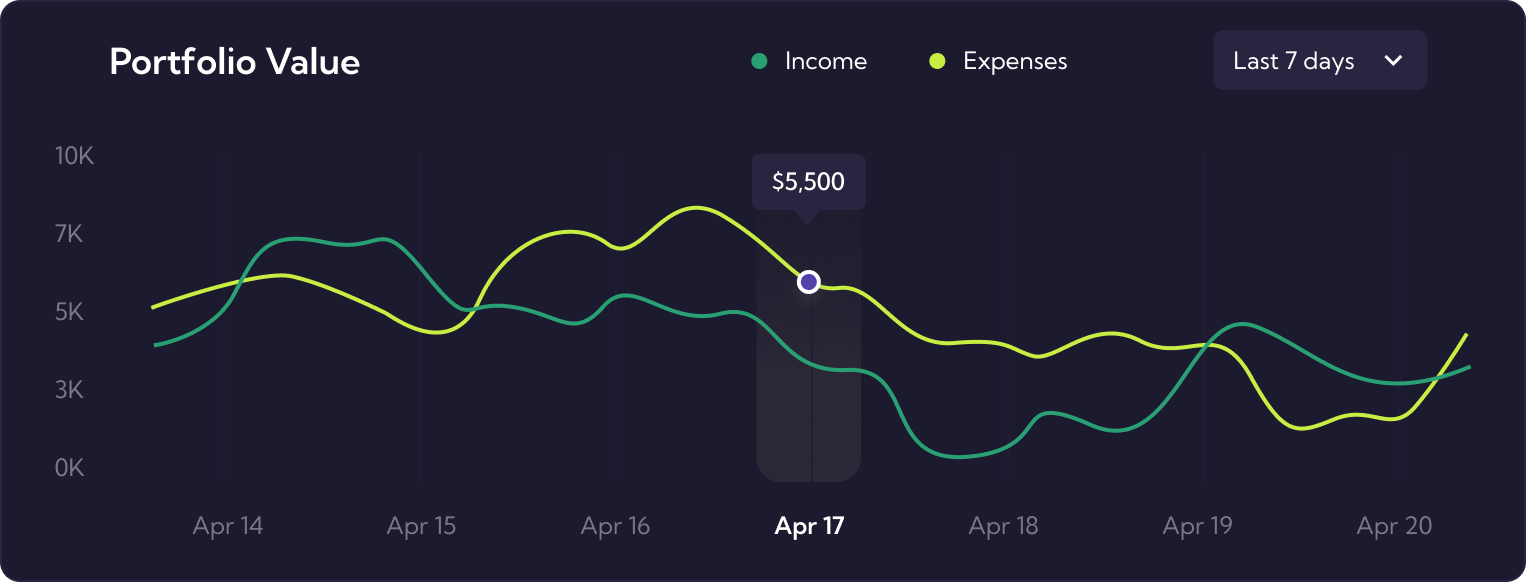 Portfolio Value
Income
Expenses
Last 7 days
10K
$5,500
7K
5K
3K
0K
Apr 14
Apr 15
Apr 16
Apr 17
Apr 18
Apr 19
Apr 20